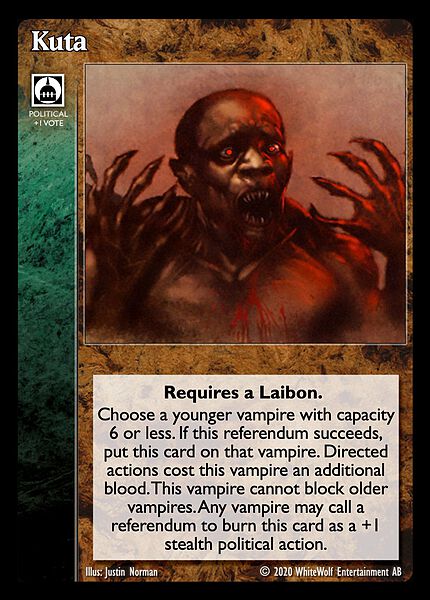 Kuta
POLITICAL
+1 VOTE
Requires a Laibon.
Choose a younger vampire with capacity
6 or less. If this referendum succeeds,
put this card on that vampire. Directed
actions cost this vampire an additional
blood.This vampire cannot block older
vampires. Any vampire may call a
referendum to burn this card as a +1
stealth political action.
Illus: Justin Norman © 2020 WhiteWolf Entertainment AB